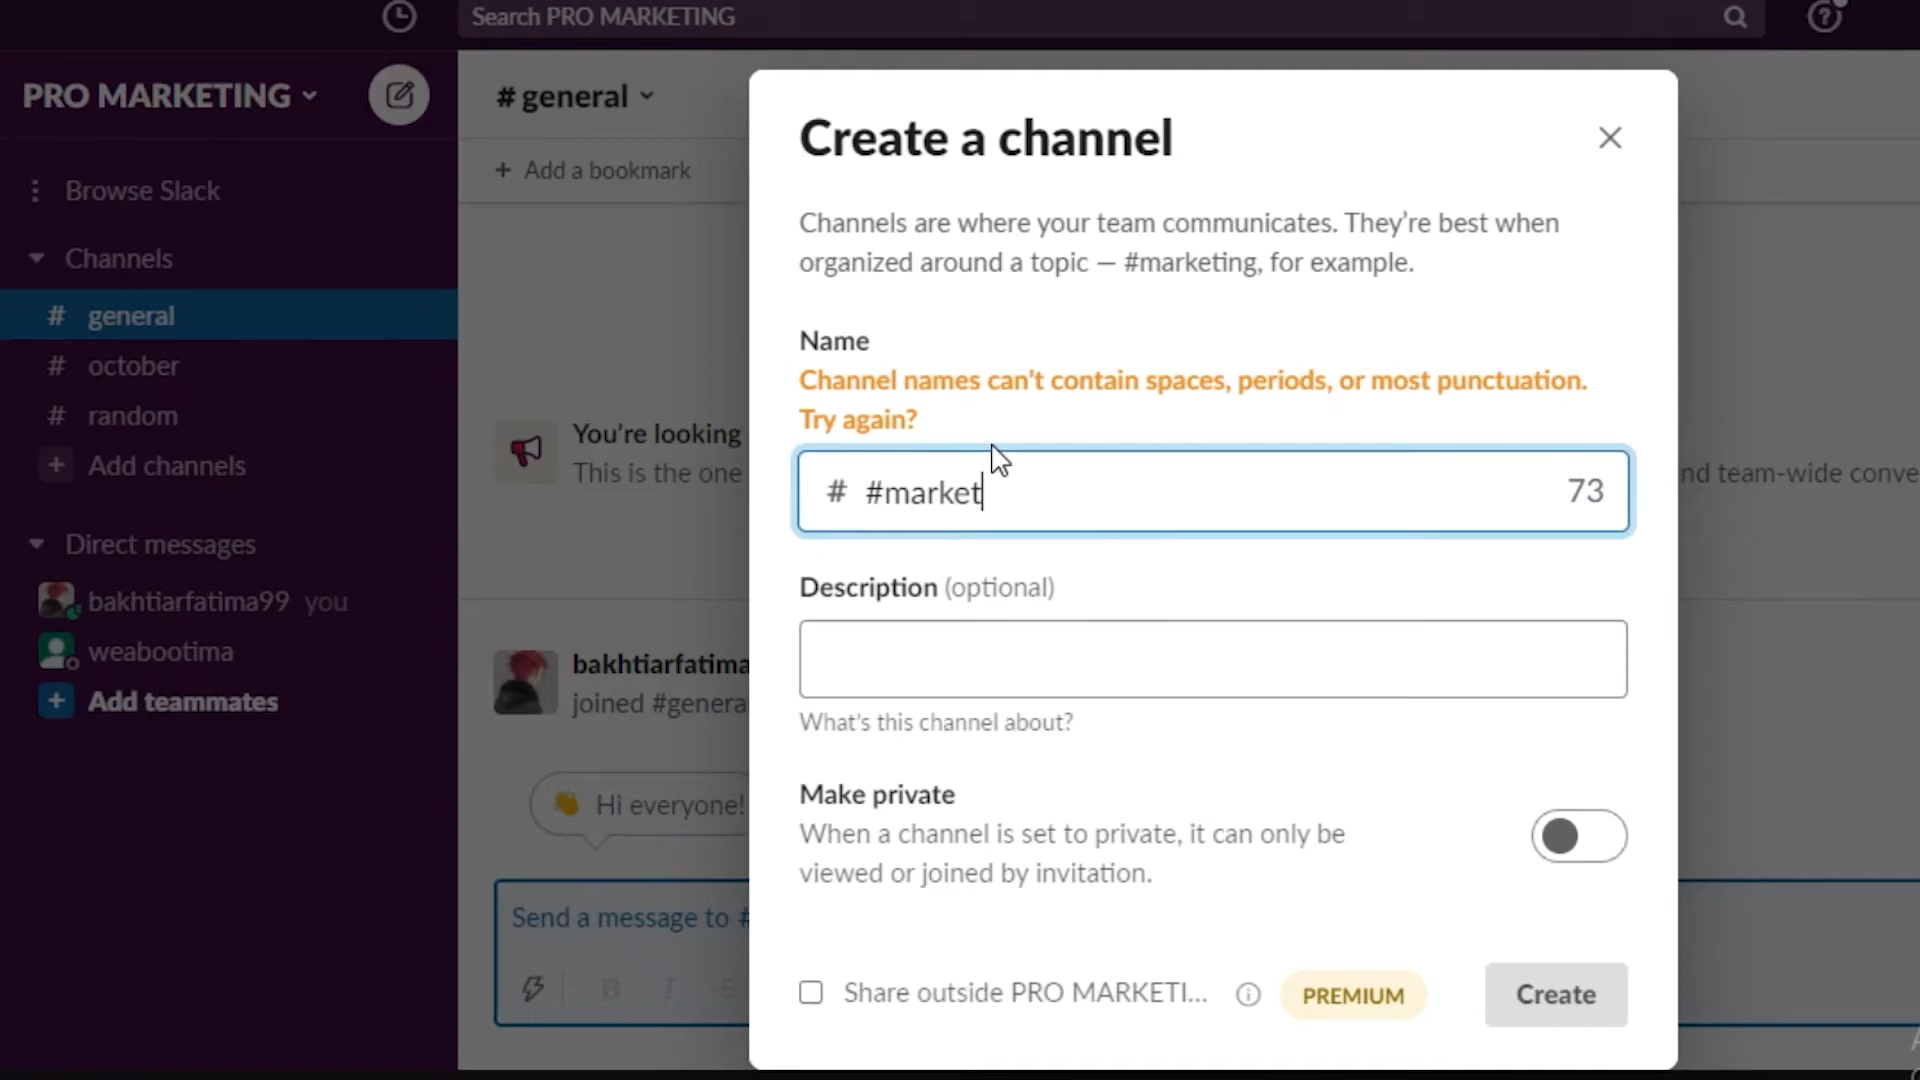 Search PRO MARKETING
PRO MARKETING
Browse Slack
Channels
# general
# october
# random
+ Add channels
Direct messages
bakhtiarfatima99 you
weabootima
+ Add teammates
# general
+ Add a bookmark
You're looking
This is the one
nd team-wide conve
bakhtiarfatima
joined #genera
Hi everyone!
Send a message to #
B I S
Create a channel
Channels are where your team communicates. They're best when
organized around a topic — #marketing, for example.
Name
Channel names can't contain spaces, periods, or most punctuation.
Try again?
# #market 73
Description (optional)
What's this channel about?
Make private
When a channel is set to private, it can only be
viewed or joined by invitation.
Share outside PRO MARKETI... PREMIUM
Create